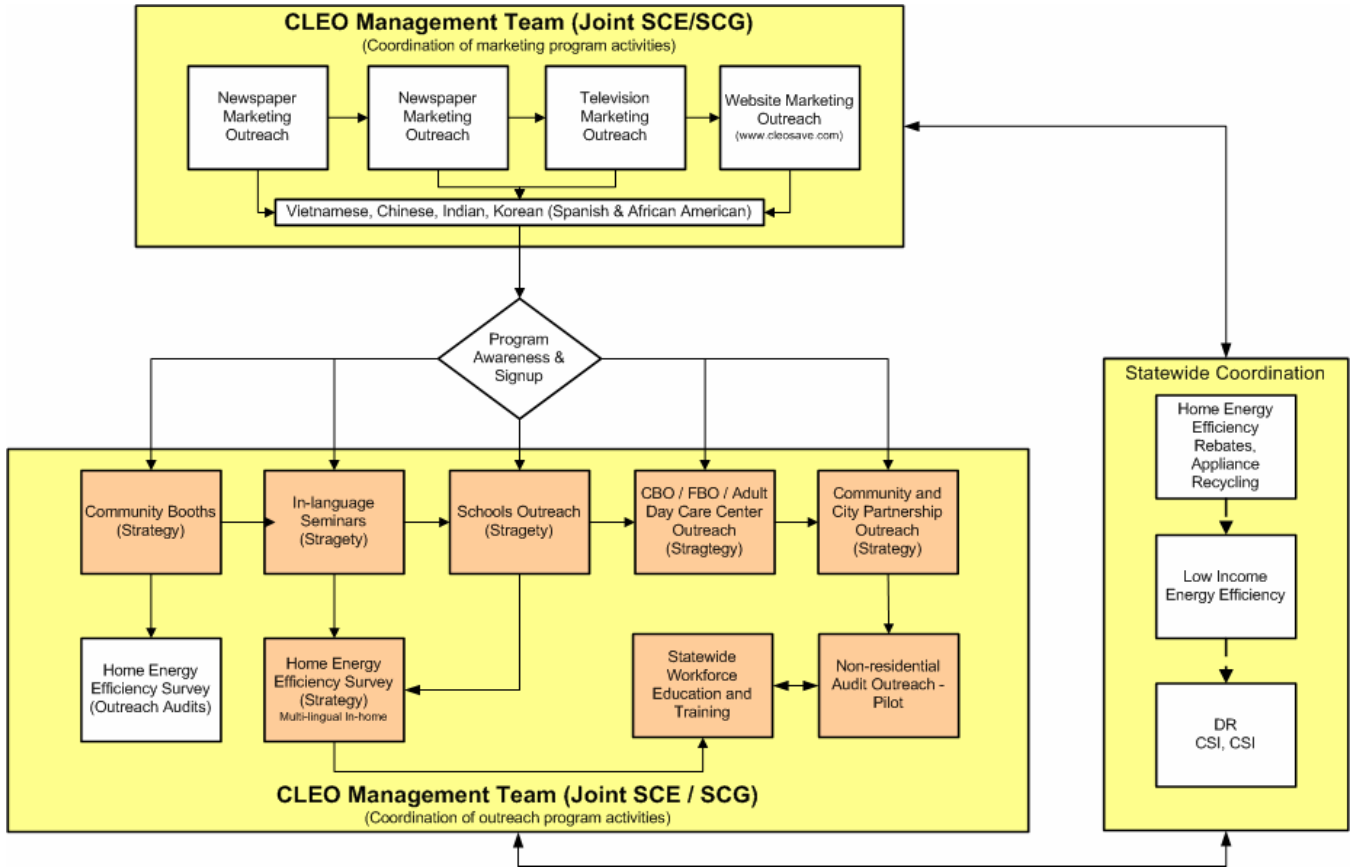 CLEO Management Team (Joint SCE/SCG)
(Coordination of marketing program activities)
Newspaper
Marketing
Outreach
Newspaper
Marketing
Outreach
Television
Marketing
Outreach
Website Marketing
Outreach
(www.cleosave.com)
Vietnamese, Chinese, Indian, Korean (Spanish & African American)
Program
Awareness &
Signup
Community Booths
(Strategy)
In-language
Seminars
(Stragety)
Schools Outreach
(Stragety)
CBO / FBO / Adult
Day Care Center
Outreach
(Stragtegy)
Community and
City Partnership
Outreach
(Strategy)
Home Energy
Efficiency Survey
(Outreach Audits)
Home Energy
Efficiency Survey
(Strategy)
Multi-lingual In-home
Statewide
Workforce
Education and
Training
Non-residential
Audit Outreach -
Pilot
CLEO Management Team (Joint SCE / SCG)
(Coordination of outreach program activities)
Statewide Coordination
Home Energy
Efficiency
Rebates,
Appliance
Recycling
Low Income
Energy Efficiency
DR
CSI, CSI